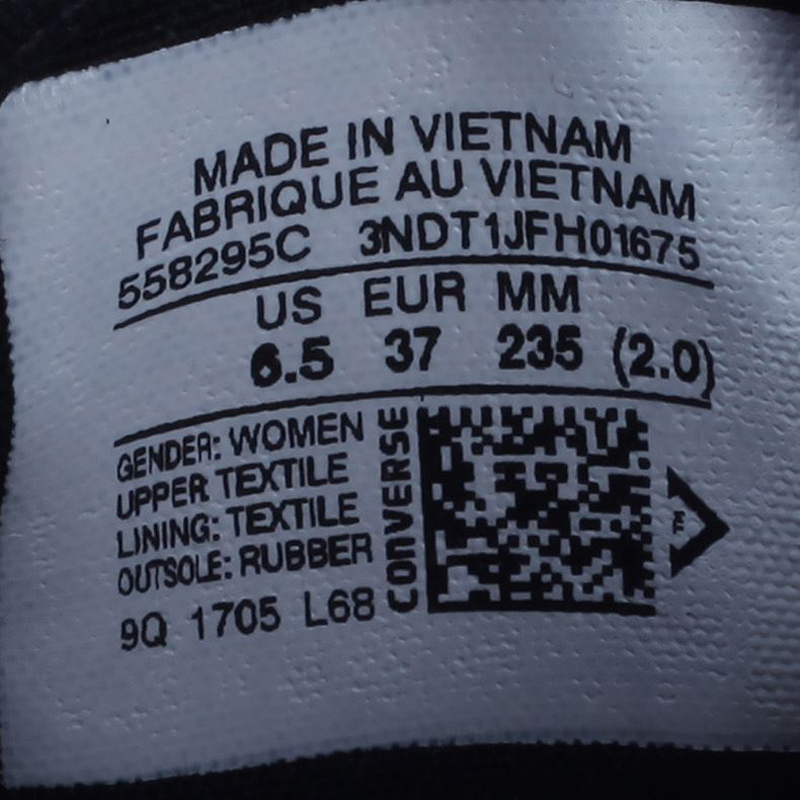 MADE IN VIETNAM
FABRIQUE AU VIETNAM
558295C 3NDT1JFH01675
US EUR MM
6.5 37 235 (2.0)
GENDER: WOMEN
UPPER TEXTILE
LINING: TEXTILE
OUTSOLE: RUBBER
9Q 1705 L68
CONVERSE
TM